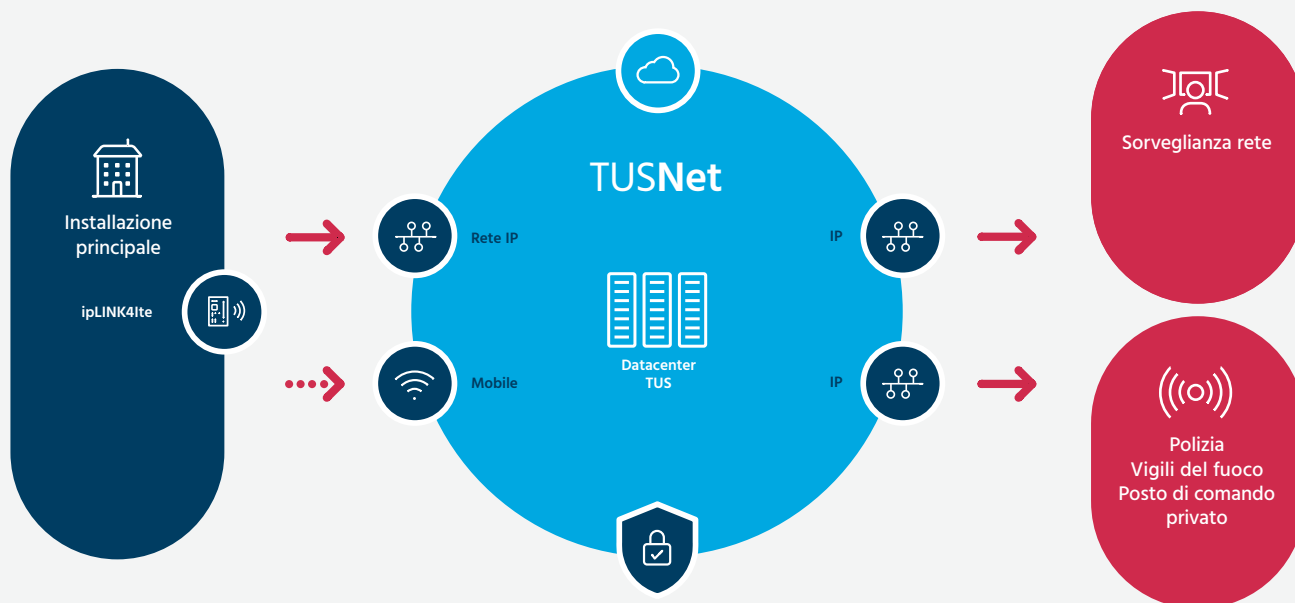 Installazione
principale
ipLINK4lte
TUSNet
Rete IP
Mobile
Datacenter
TUS
IP
IP
Sorveglianza rete
Polizia
Vigili del fuoco
Posto di comando
privato